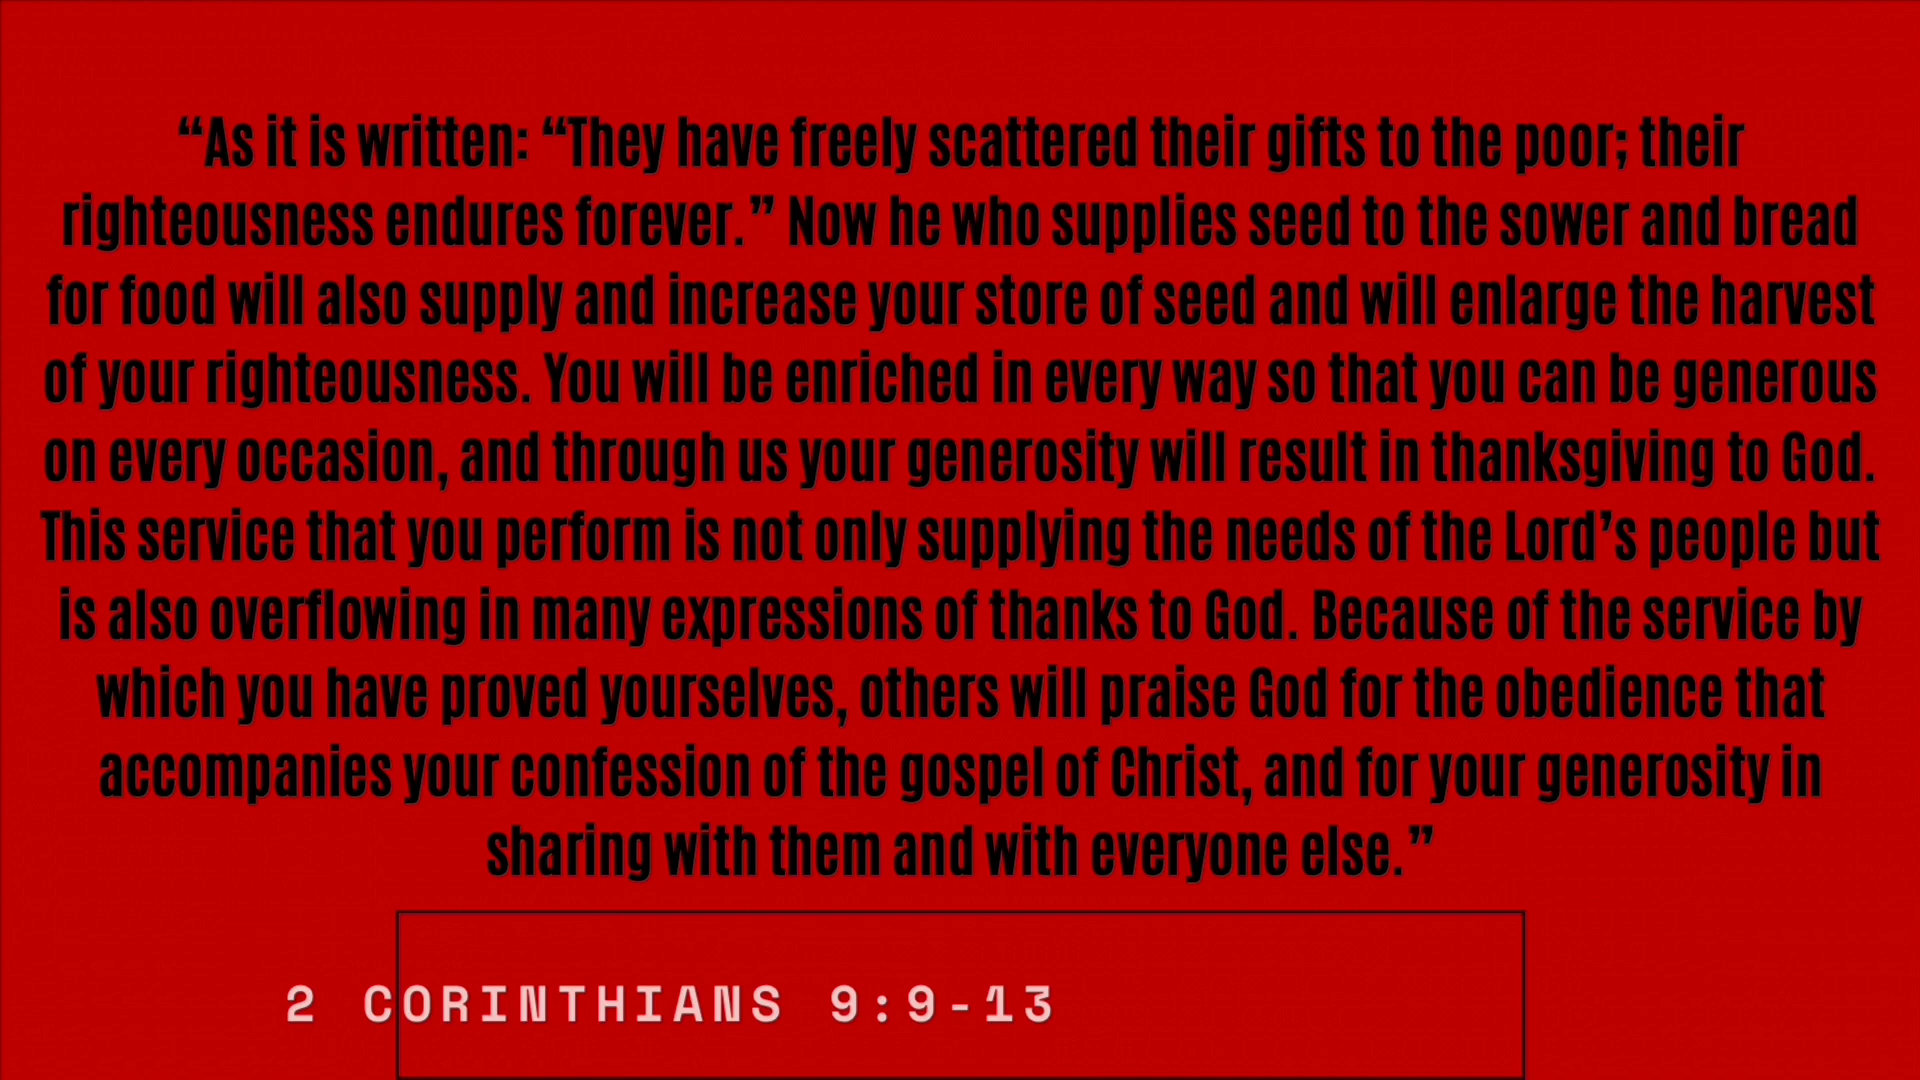 “As it is written: “They have freely scattered their gifts to the poor; their
righteousness endures forever.” Now he who supplies seed to the sower and bread
for food will also supply and increase your store of seed and will enlarge the harvest
of your righteousness. You will be enriched in every way so that you can be generous
on every occasion, and through us your generosity will result in thanksgiving to God.
This service that you perform is not only supplying the needs of the Lord’s people but
is also overflowing in many expressions of thanks to God. Because of the service by
which you have proved yourselves, others will praise God for the obedience that
accompanies your confession of the gospel of Christ, and for your generosity in
sharing with them and with everyone else.”
2 CORINTHIANS 9:9-13